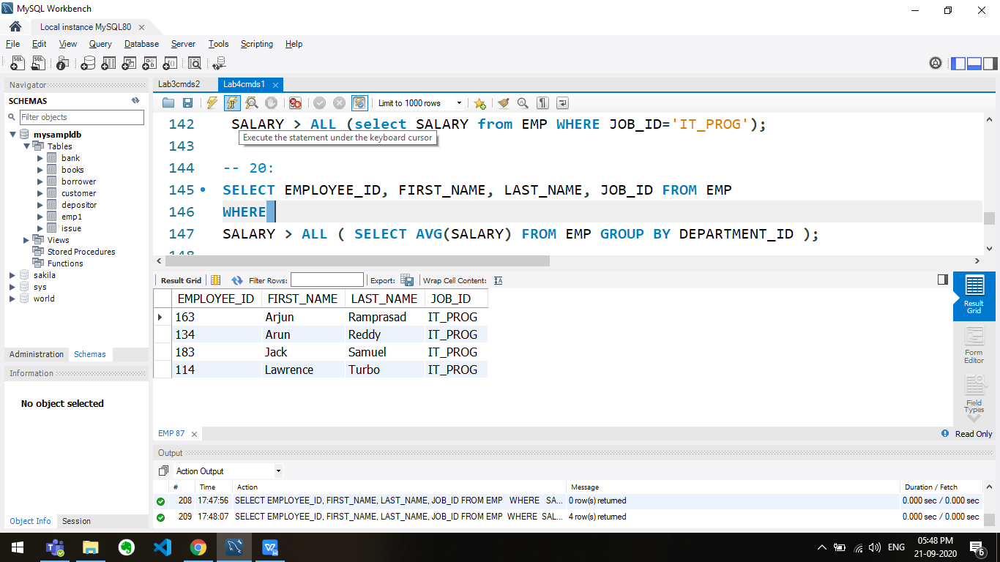 MySQL Workbench
Local instance MySQL80
File Edit View Query Database Server Tools Scripting Help
Navigator
SCHEMAS
Filter objects
mysampldb
Tables
bank
books
borrower
customer
depositor
emp1
issue
Views
Stored Procedures
Functions
sakila
sys
world
Administration Schemas
Information
No object selected
Object Info Session
Lab3cmds2 Lab4cmds1
Limit to 1000 rows
142 SALARY > ALL (select SALARY from EMP WHERE JOB_ID='IT_PROG');
Execute the statement under the keyboard cursor
143
144 -- 20:
145 SELECT EMPLOYEE_ID, FIRST_NAME, LAST_NAME, JOB_ID FROM EMP
146 WHERE
147 SALARY > ALL ( SELECT AVG(SALARY) FROM EMP GROUP BY DEPARTMENT_ID );
Result Grid Filter Rows: Export: Wrap Cell Content:
EMPLOYEE_ID FIRST_NAME LAST_NAME JOB_ID
163 Arjun Ramprasad IT_PROG
134 Arun Reddy IT_PROG
183 Jack Samuel IT_PROG
114 Lawrence Turbo IT_PROG
Result
Grid
Form
Editor
Field
Types
EMP 87
Read Only
Output
Action Output
# Time Action Message Duration / Fetch
208 17:47:56 SELECT EMPLOYEE_ID, FIRST_NAME, LAST_NAME, JOB_ID FROM EMP WHERE SA... 0 row(s) returned 0.000 sec / 0.000 sec
209 17:48:07 SELECT EMPLOYEE_ID, FIRST_NAME, LAST_NAME, JOB_ID FROM EMP WHERE SAL... 4 row(s) returned 0.000 sec / 0.000 sec
ENG
05:48 PM
21-09-2020
6